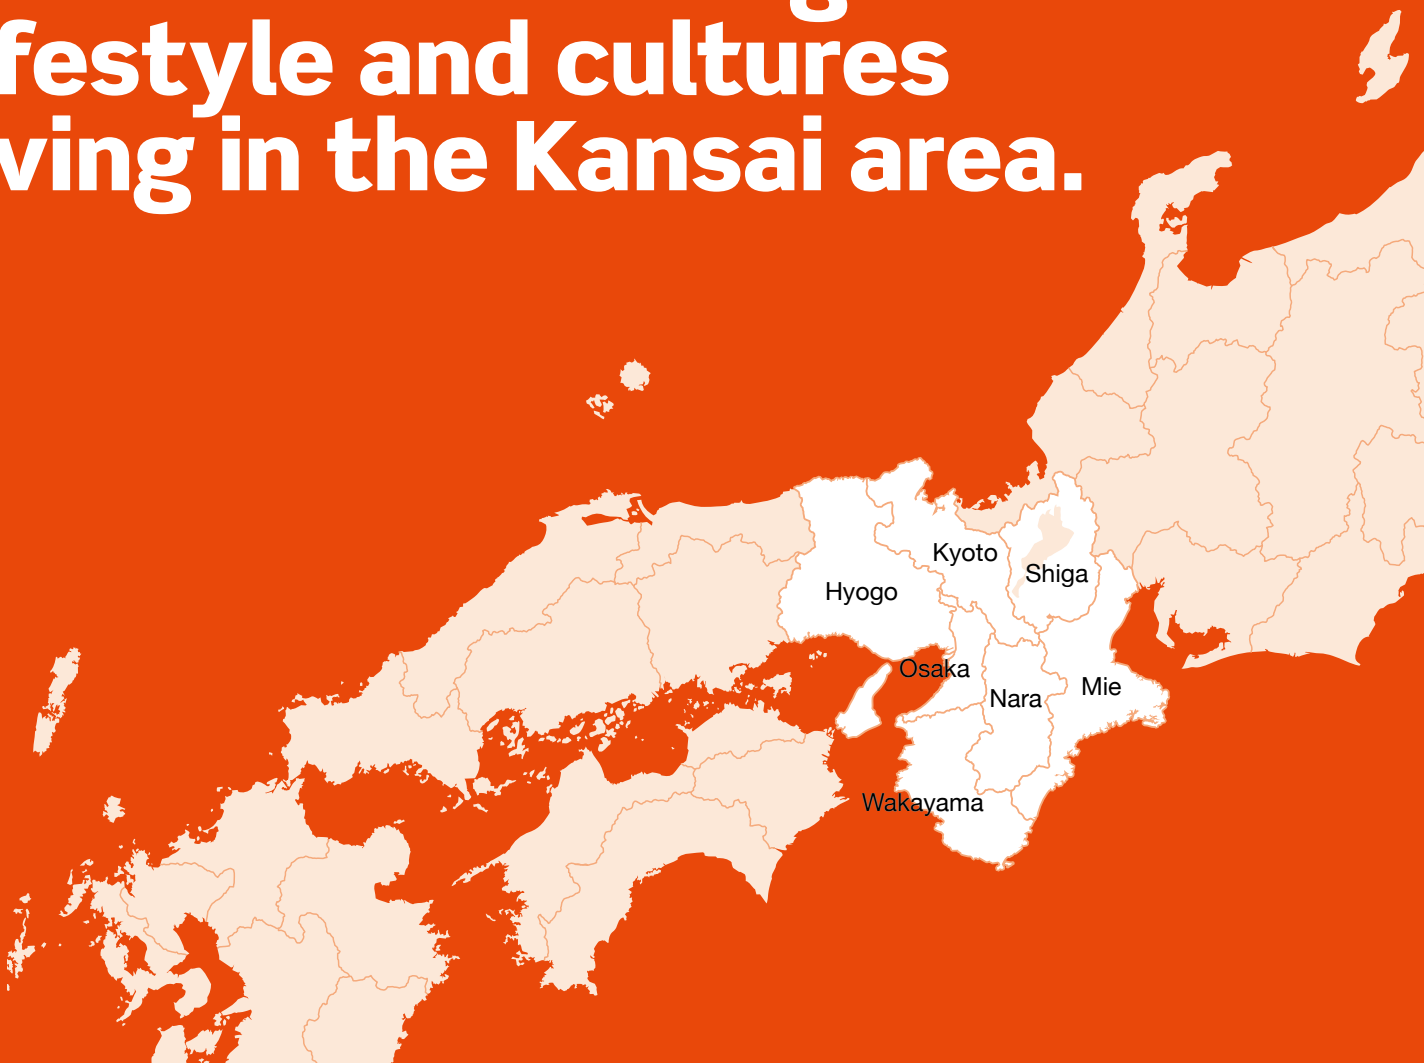 festyle and cultures
ving in the Kansai area.
Kyoto
Shiga
Hyogo
Osaka
Mie
Nara
Wakayama